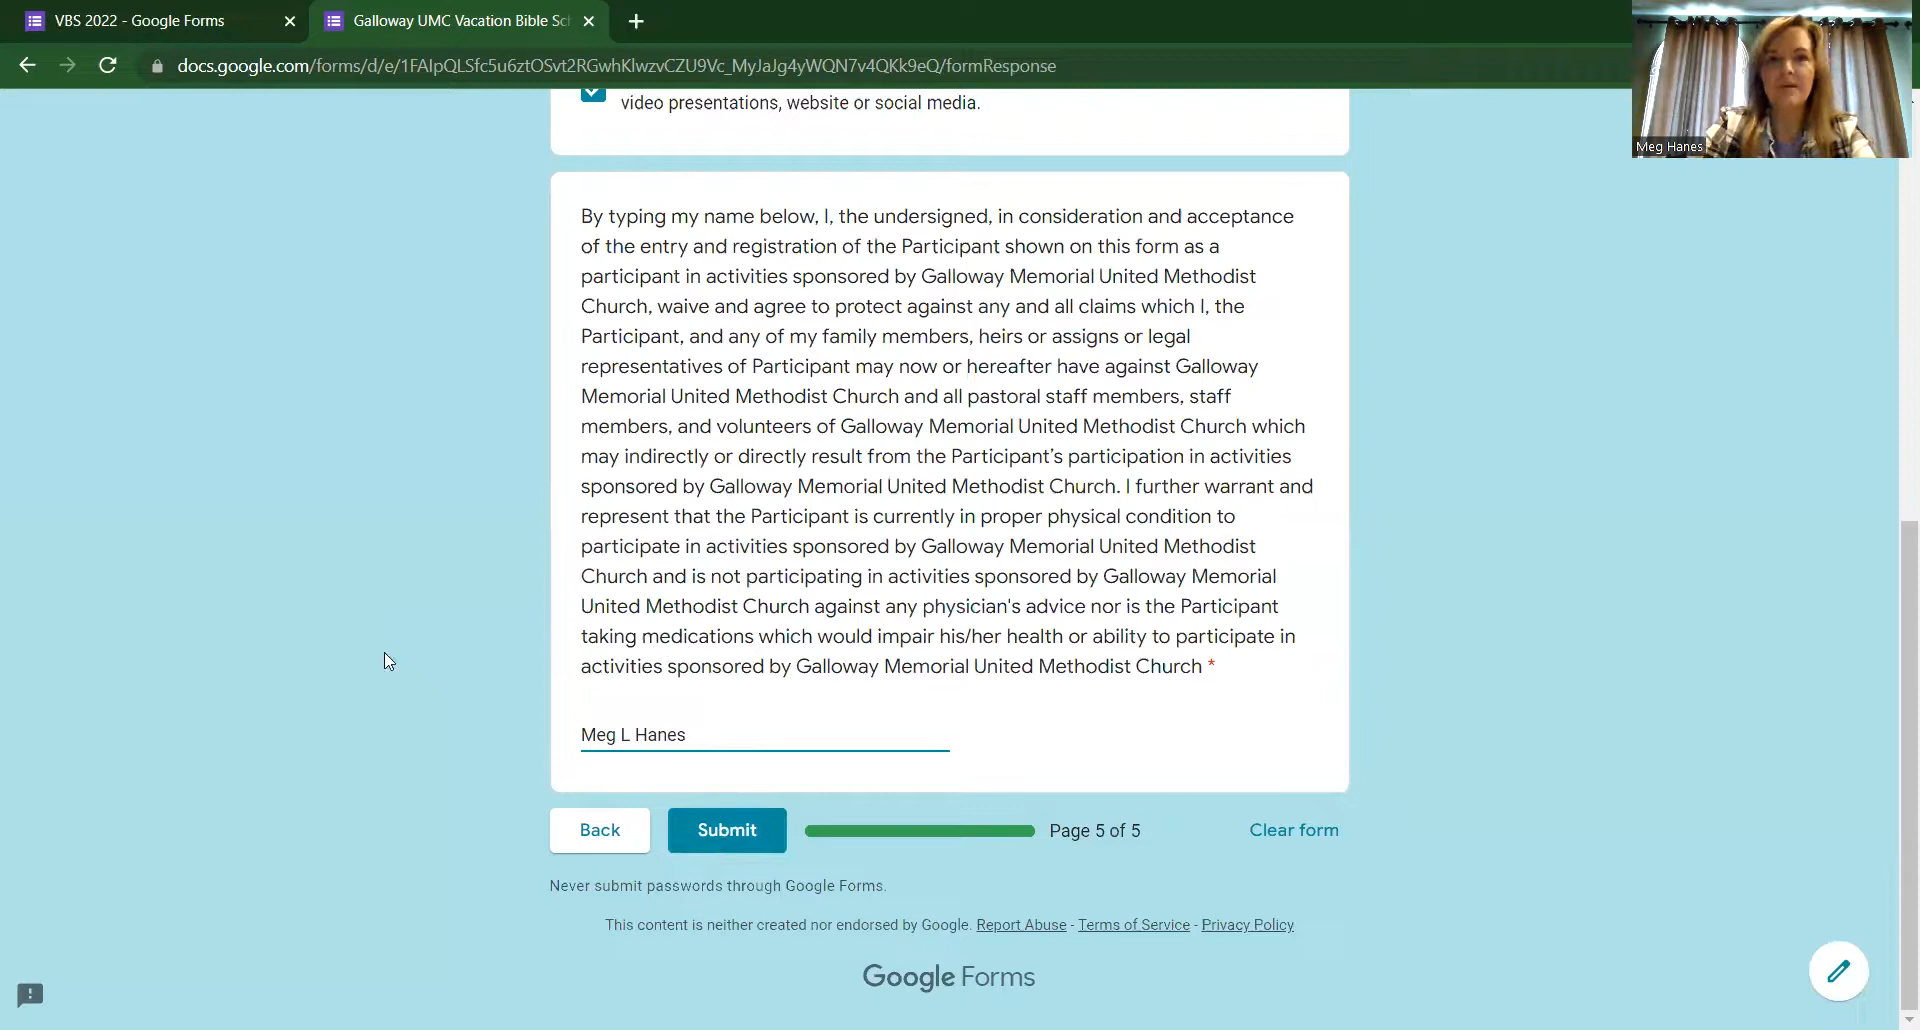 VBS 2022 - Google Forms
Galloway UMC Vacation Bible Sc
docs.google.com/forms/d/e/1FAIpQLSfc5u6ztOSvt2RGwhKlwzvCZU9Vc_MyJaJg4yWQN7v4QKk9eQ/formResponse
Meg Hanes
video presentations, website or social media.
By typing my name below, I, the undersigned, in consideration and acceptance
of the entry and registration of the Participant shown on this form as a
participant in activities sponsored by Galloway Memorial United Methodist
Church, waive and agree to protect against any and all claims which I, the
Participant, and any of my family members, heirs or assigns or legal
representatives of Participant may now or hereafter have against Galloway
Memorial United Methodist Church and all pastoral staff members, staff
members, and volunteers of Galloway Memorial United Methodist Church which
may indirectly or directly result from the Participant’s participation in activities
sponsored by Galloway Memorial United Methodist Church. I further warrant and
represent that the Participant is currently in proper physical condition to
participate in activities sponsored by Galloway Memorial United Methodist
Church and is not participating in activities sponsored by Galloway Memorial
United Methodist Church against any physician's advice nor is the Participant
taking medications which would impair his/her health or ability to participate in
activities sponsored by Galloway Memorial United Methodist Church *
Meg L Hanes
Back
Submit
Page 5 of 5
Clear form
Never submit passwords through Google Forms.
This content is neither created nor endorsed by Google. Report Abuse - Terms of Service - Privacy Policy
Google Forms